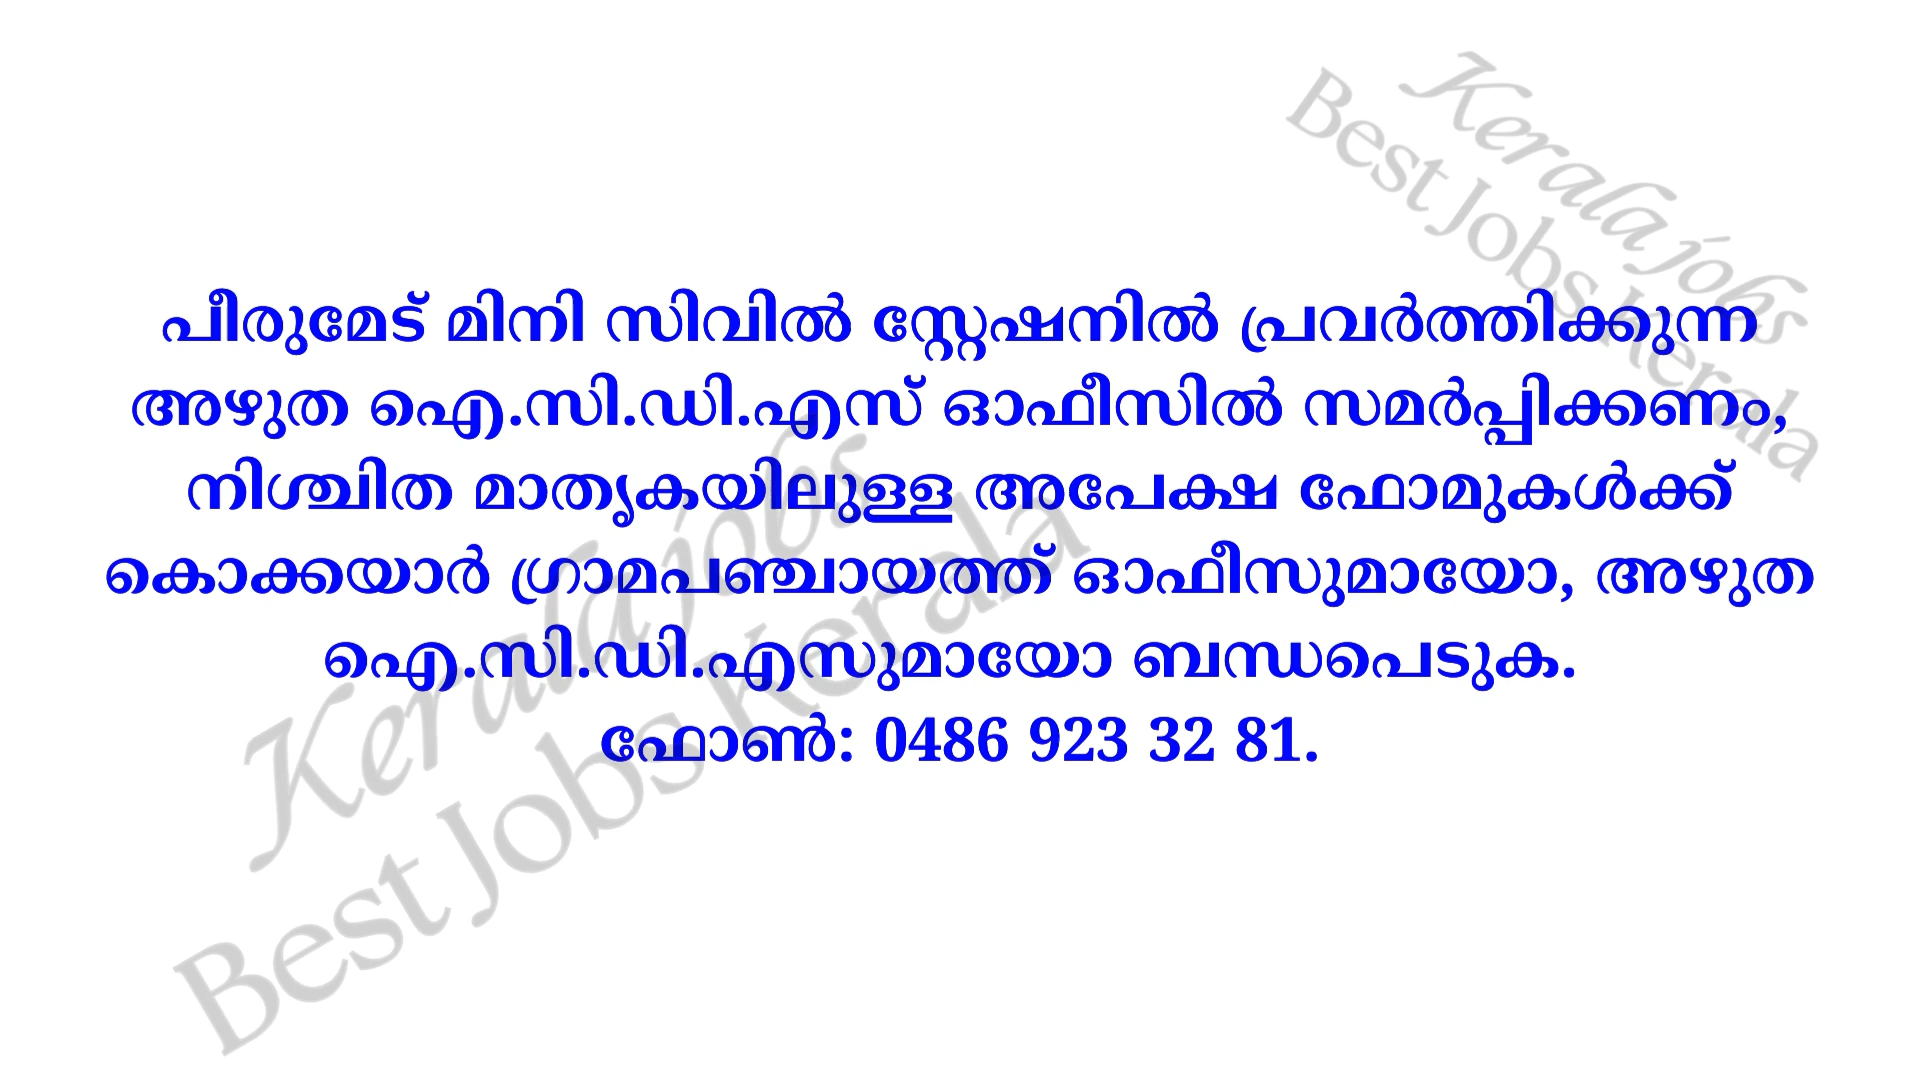 Kerala jobs
Best Jobs Kerala
പീരുമേട് മിനി സിവിൽ സ്റ്റേഷനിൽ പ്രവർത്തിക്കുന്ന
അഴുത ഐ.സി.ഡി.എസ് ഓഫീസിൽ സമർപ്പിക്കണം,
നിശ്ചിത മാതൃകയിലുള്ള അപേക്ഷ ഫോമുകൾക്ക്
കൊക്കയാർ ഗ്രാമപഞ്ചായത്ത് ഓഫീസുമായോ, അഴുത
ഐ.സി.ഡി.എസുമായോ ബന്ധപെടുക.
ഫോൺ: 0486 923 32 81.
Kerala jobs
Best Jobs Kerala